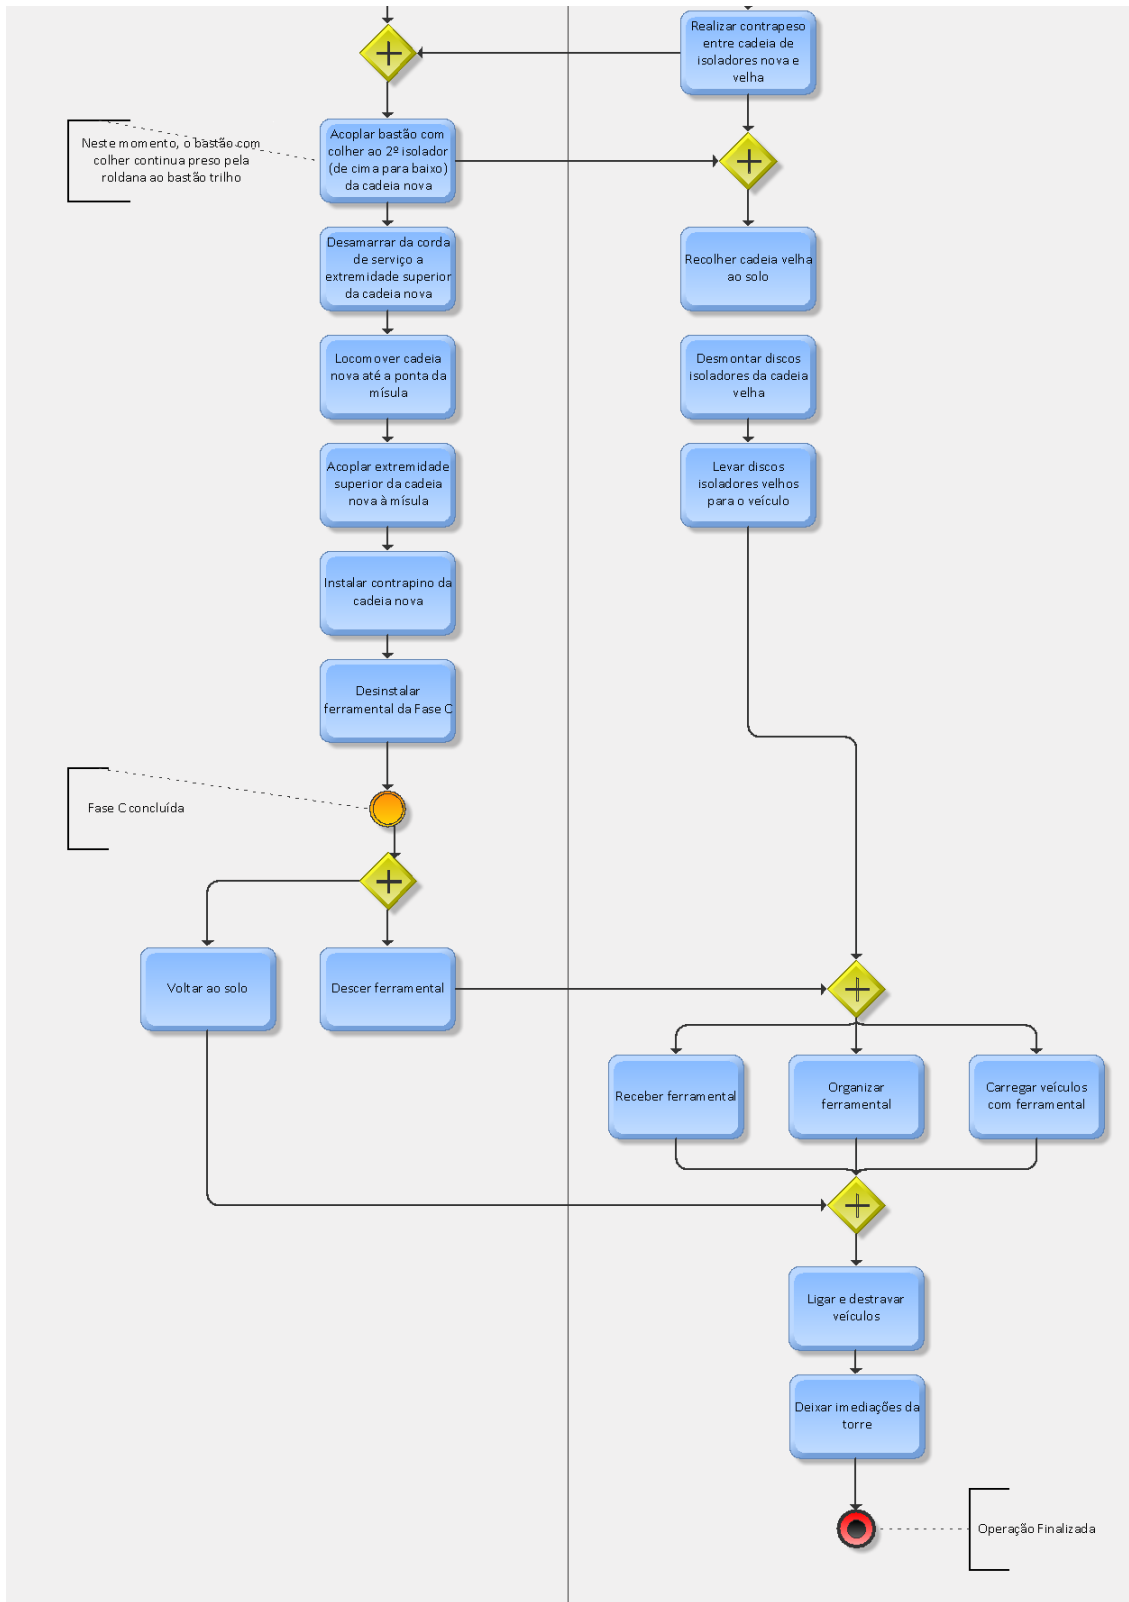 Realizar contrapeso
entre cadeia de
isoladores nova e
velha
Neste momento, o bastão com
colher continua preso pela
roldana ao bastão trilho
Acoplar bastão com
colher ao 2º isolador
(de cima para baixo)
da cadeia nova
Desamarrar da corda
de serviço a
extremidade superior
da cadeia nova
Recolher cadeia velha
ao solo
Locomover cadeia
nova até a ponta da
mísula
Desmontar discos
isoladores da cadeia
velha
Acoplar extremidade
superior da cadeia
nova à mísula
Levar discos
isoladores velhos
para o veículo
Instalar contrapino da
cadeia nova
Desinstalar
ferramental da Fase C
Fase C concluída
Voltar ao solo
Descer ferramental
Receber ferramental
Organizar
ferramental
Carregar veículos
com ferramental
Ligar e destravar
veículos
Deixar imediações da
torre
Operação Finalizada